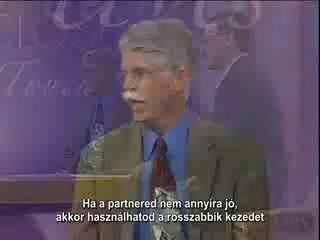 Ha a partnered nem annyira jó,
akkor használhatod a rosszabbik kezedet